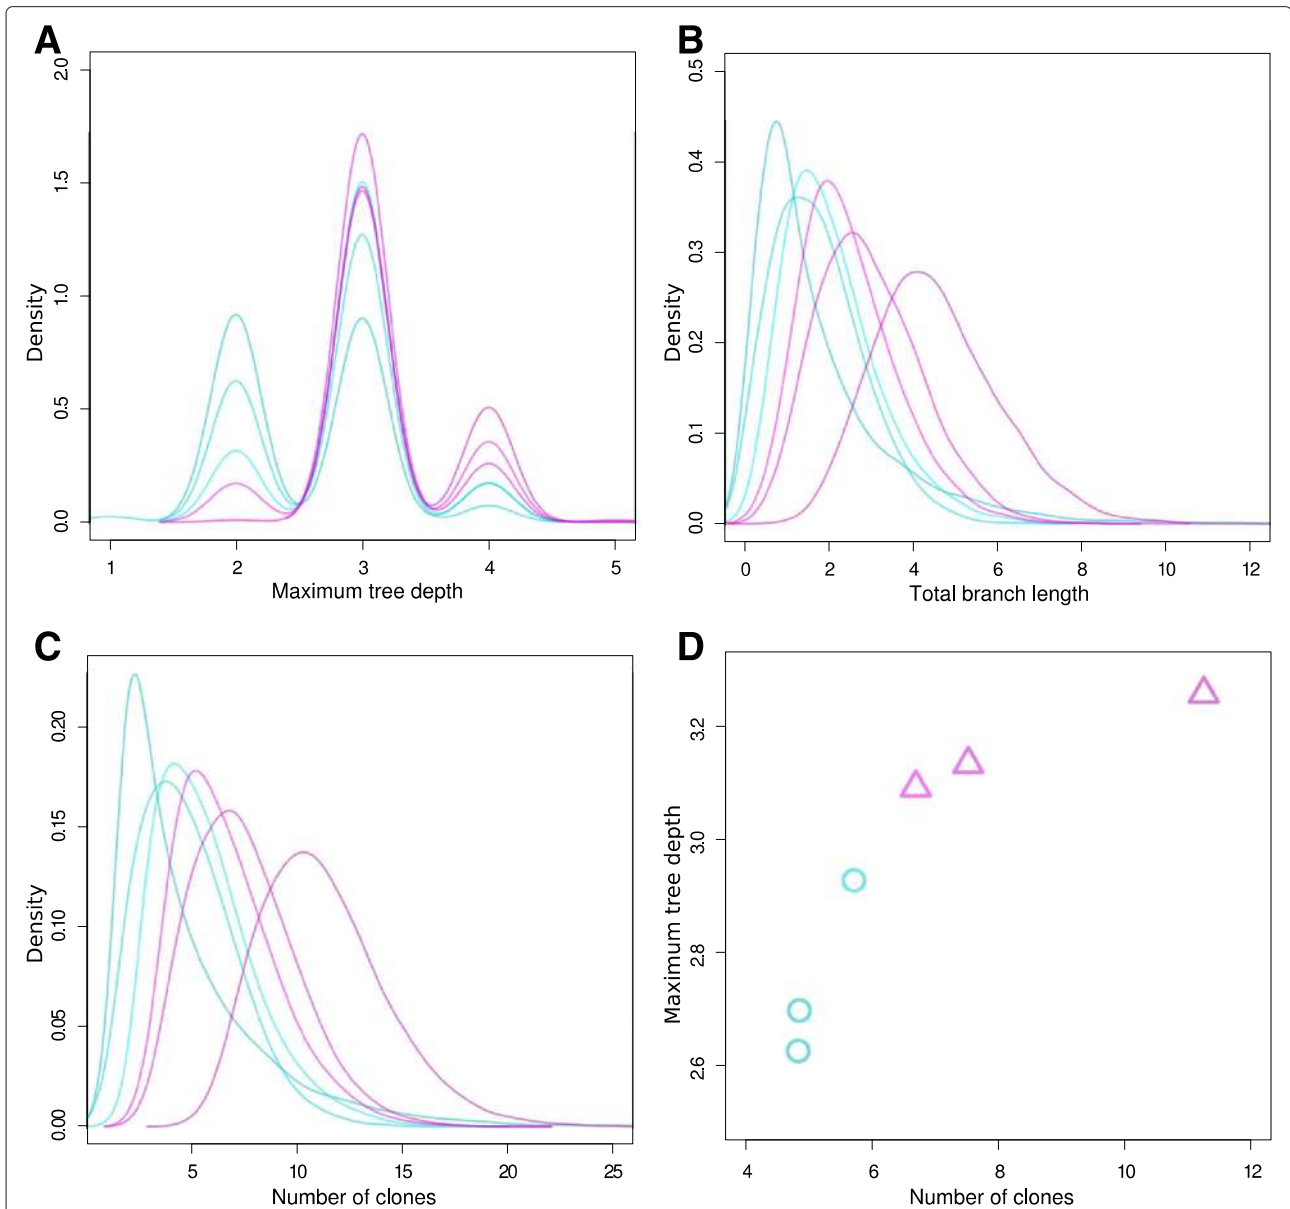 A
2.0
1.5
1.0
0.5
0.0
Density
1 2 3 4 5
Maximum tree depth
B
0.5
0.4
0.3
0.2
0.1
0.0
Density
0 2 4 6 8 10 12
Total branch length
C
0.20
0.15
0.10
0.05
0.00
Density
5 10 15 20 25
Number of clones
D
3.2
3.0
2.8
2.6
Maximum tree depth
4 6 8 10 12
Number of clones